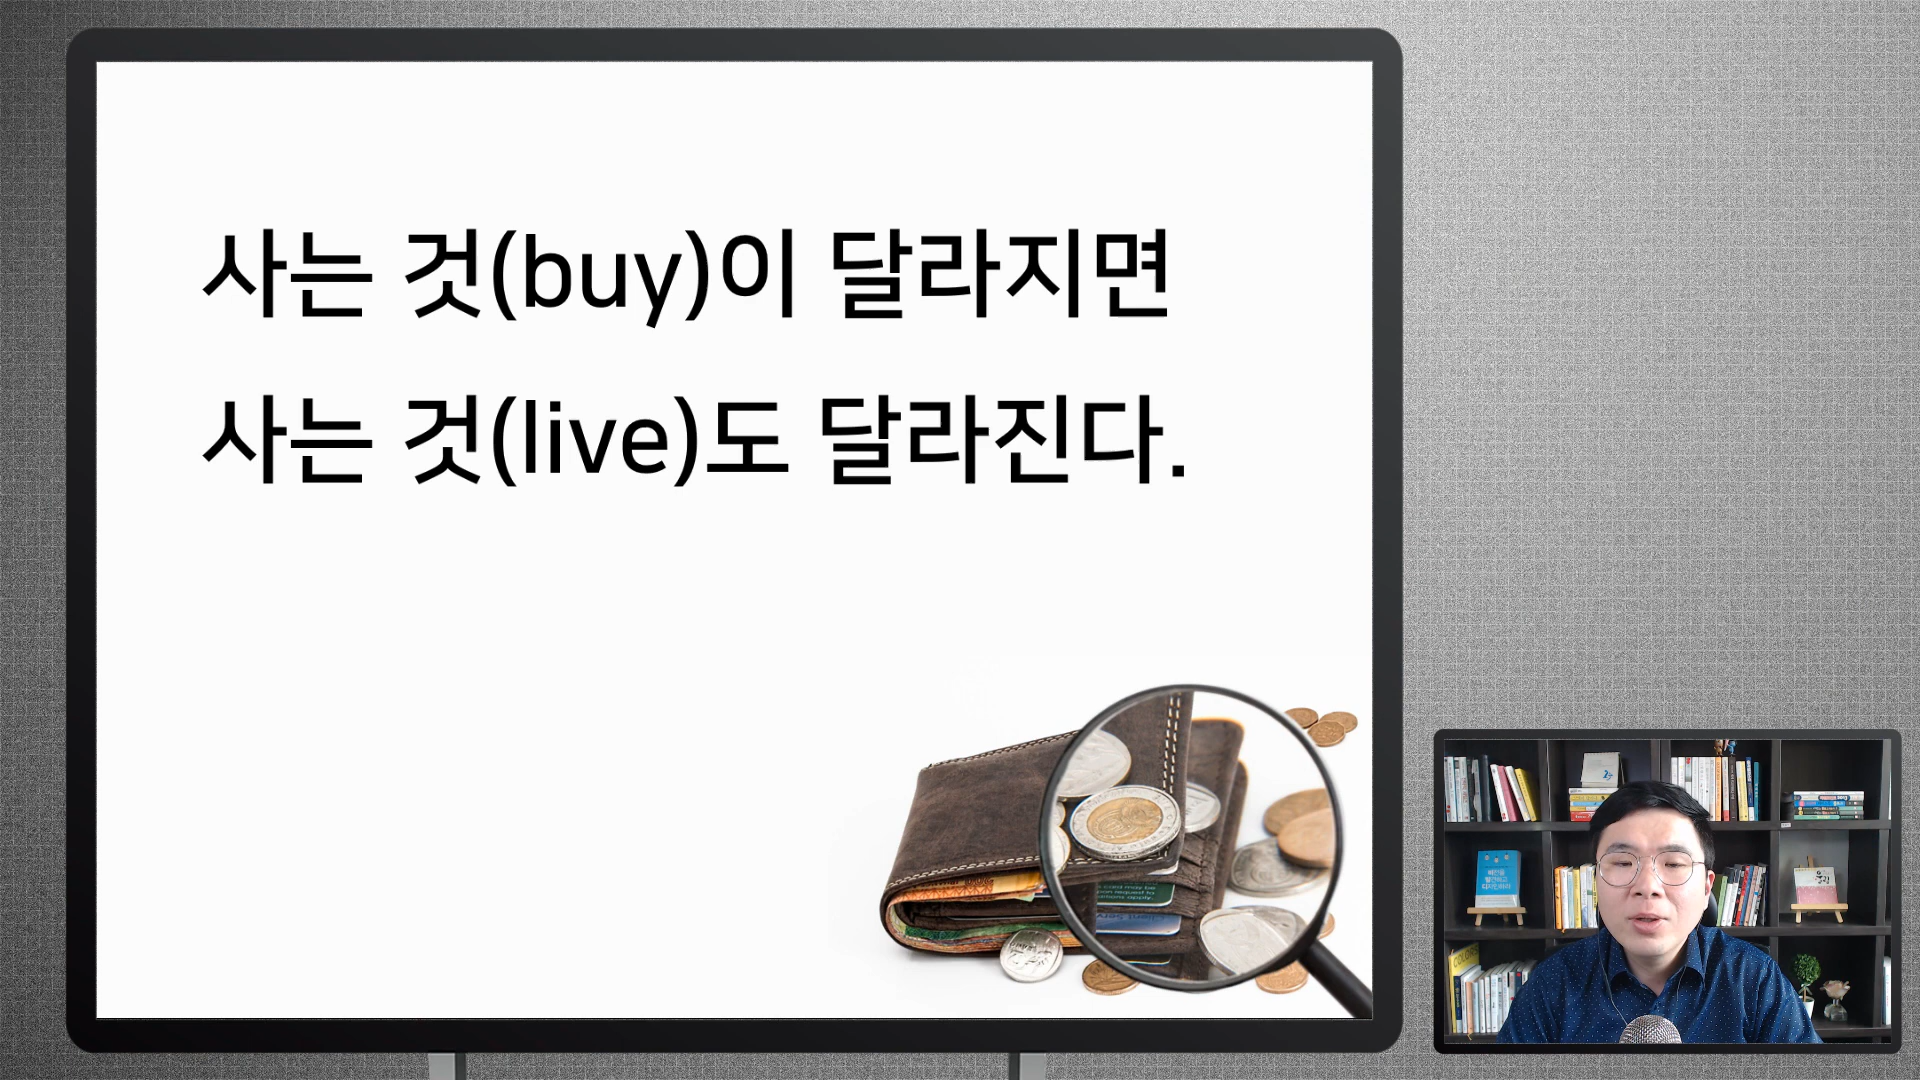 사는 것(buy)이 달라지면
사는 것(live)도 달라진다.